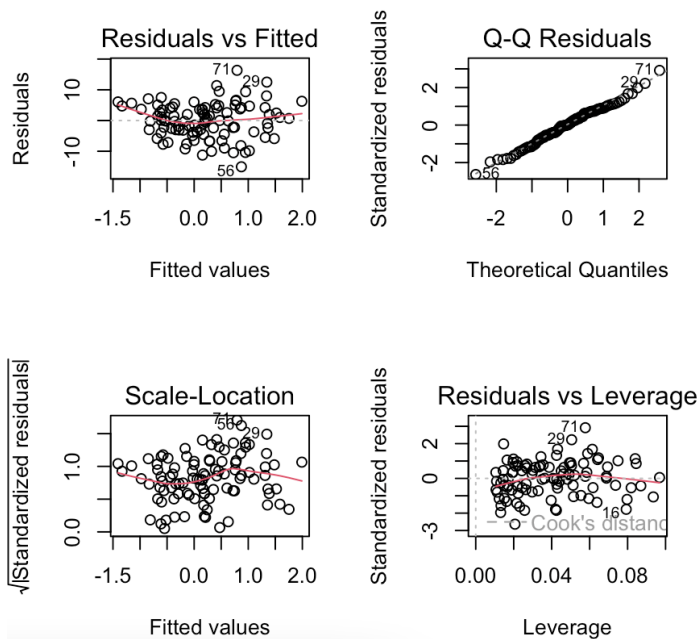 Residuals vs Fitted
Residuals
10
-10
71
29
56
-1.5
0.0
1.0
2.0
Fitted values
Q-Q Residuals
Standardized residuals
2
0
-2
71
29
56
-2
0
1
2
Theoretical Quantiles
Scale-Location
√|Standardized residuals|
1.0
0.0
71
56
29
-1.5
0.0
1.0
2.0
Fitted values
Residuals vs Leverage
Standardized residuals
2
0
-3
71
29
16
Cook's distanc
0.00
0.04
0.08
Leverage